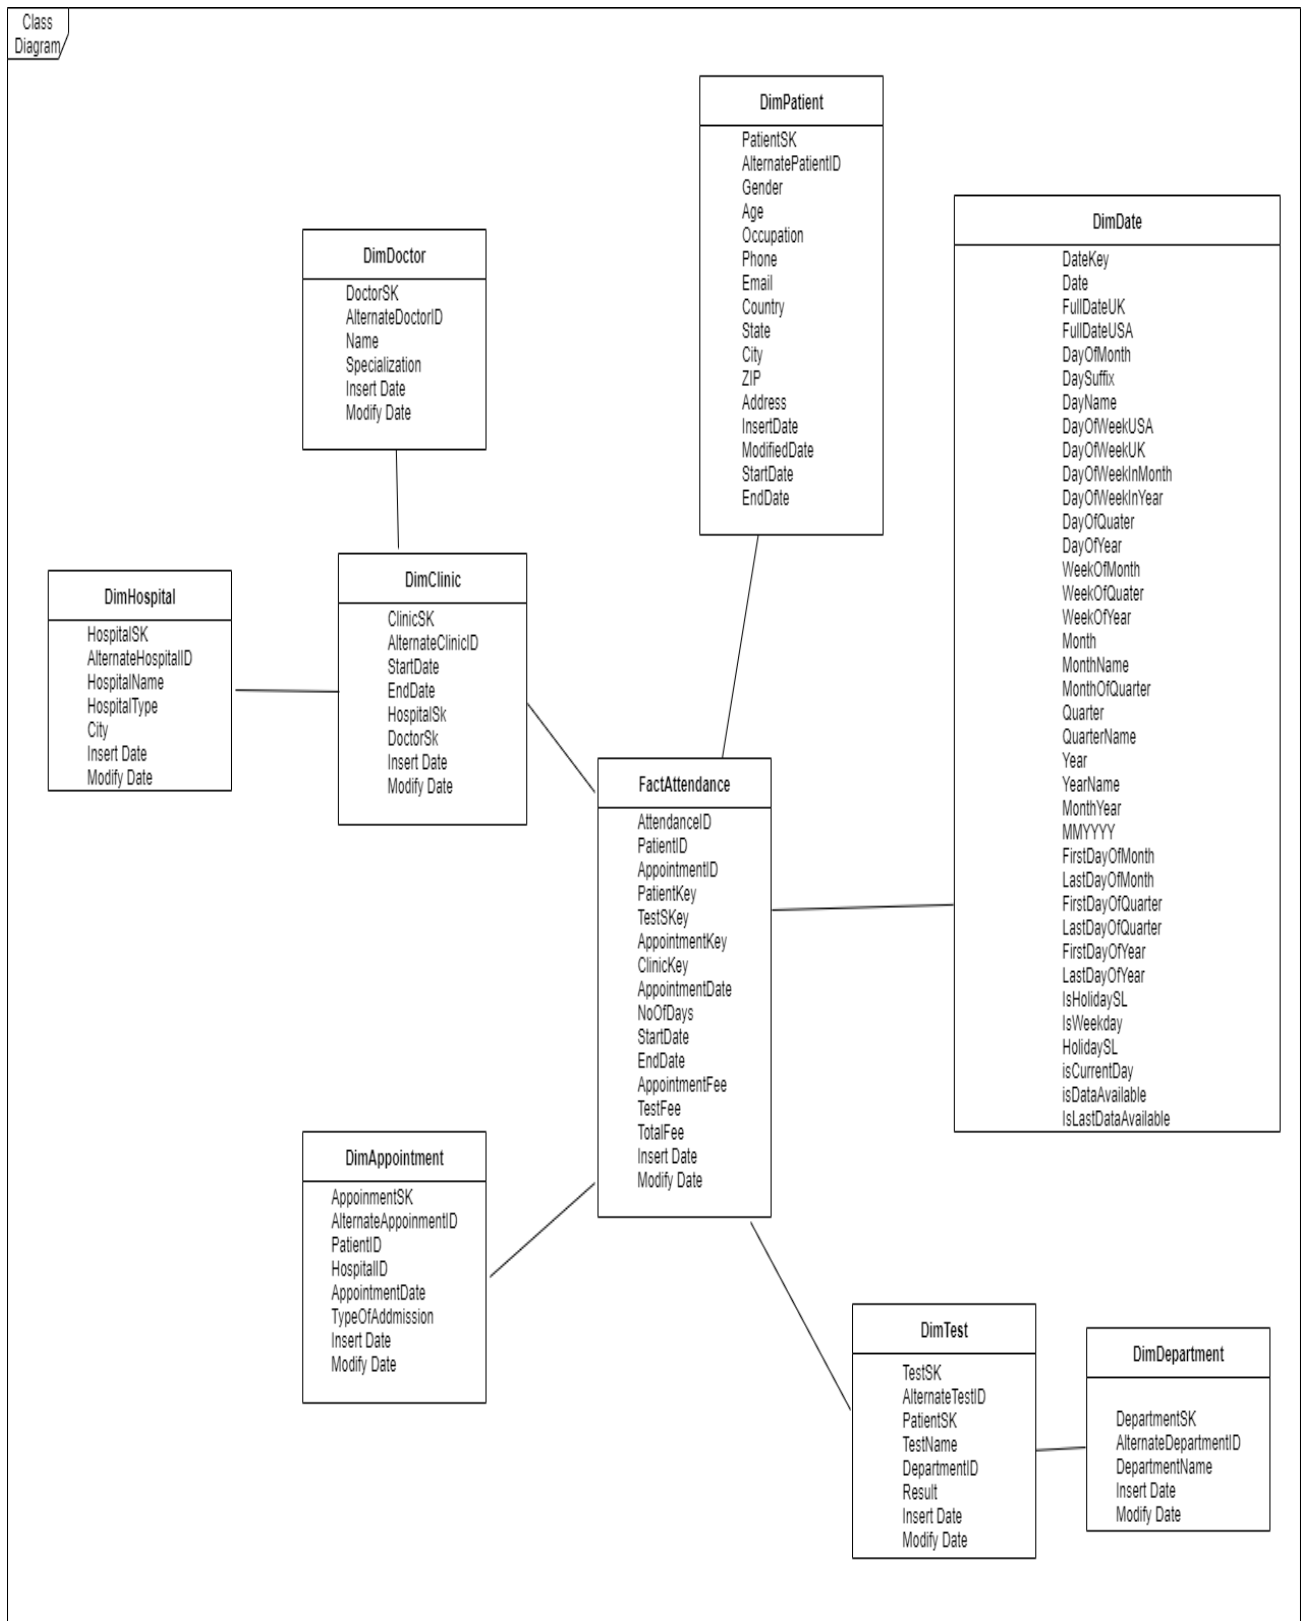 Class
Diagram
DimPatient
PatientSK
AlternatePatientID
Gender
Age
Occupation
Phone
Email
Country
State
City
ZIP
Address
InsertDate
ModifiedDate
StartDate
EndDate
DimDate
DateKey
Date
FullDateUK
FullDateUSA
DayOfMonth
DaySuffix
DayName
DayOfWeekUSA
DayOfWeekUK
DayOfWeekInMonth
DayOfWeekInYear
DayOfQuater
DayOfYear
WeekOfMonth
WeekOfQuater
WeekOfYear
Month
MonthName
MonthOfQuarter
Quarter
QuarterName
Year
YearName
MonthYear
MMYYYY
FirstDayOfMonth
LastDayOfMonth
FirstDayOfQuarter
LastDayOfQuarter
FirstDayOfYear
LastDayOfYear
IsHolidaySL
IsWeekday
HolidaySL
isCurrentDay
isDataAvailable
IsLastDataAvailable
DimDoctor
DoctorSK
AlternateDoctorID
Name
Specialization
Insert Date
Modify Date
DimHospital
HospitalSK
AlternateHospitalID
HospitalName
HospitalType
City
Insert Date
Modify Date
DimClinic
ClinicSK
AlternateClinicID
StartDate
EndDate
HospitalSk
DoctorSk
Insert Date
Modify Date
FactAttendance
AttendanceID
PatientID
AppointmentID
PatientKey
TestSKey
AppointmentKey
ClinicKey
AppointmentDate
NoOfDays
StartDate
EndDate
AppointmentFee
TestFee
TotalFee
Insert Date
Modify Date
DimAppointment
AppoinmentSK
AlternateAppoinmentID
PatientID
HospitalID
AppointmentDate
TypeOfAddmission
Insert Date
Modify Date
DimTest
TestSK
AlternateTestID
PatientSK
TestName
DepartmentID
Result
Insert Date
Modify Date
DimDepartment
DepartmentSK
AlternateDepartmentID
DepartmentName
Insert Date
Modify Date